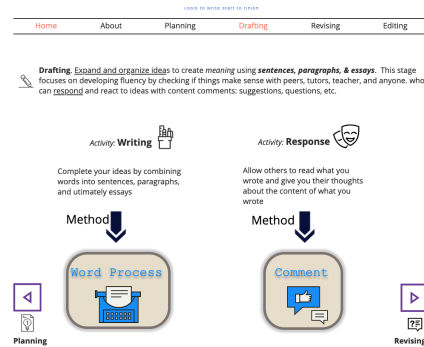 Tools to write start to finish
Home About Planning Drafting Revising Editing
Drafting. Expand and organize ideas to create meaning using sentences, paragraphs, & essays. This stage
focuses on developing fluency by checking if things make sense with peers, tutors, teacher, and anyone. who
can respond and react to ideas with content comments: suggestions, questions, etc.
Activity: Writing
Complete your ideas by combining
words into sentences, paragraphs,
and utimately essays
Method
Word Process
Activity: Response
Allow others to read what you
wrote and give you their thoughts
about the content of what you
wrote
Method
Comment
Planning
?
Revising